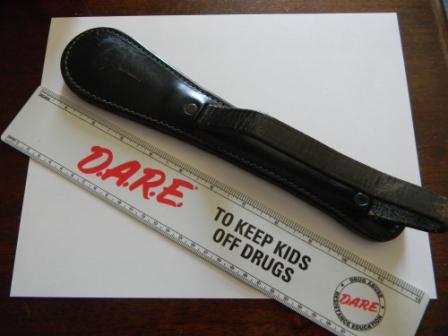 D.A.R.E.
TO KEEP KIDS
OFF DRUGS
DRUG ABUSE
D.A.R.E.
RESISTANCE EDUCATION